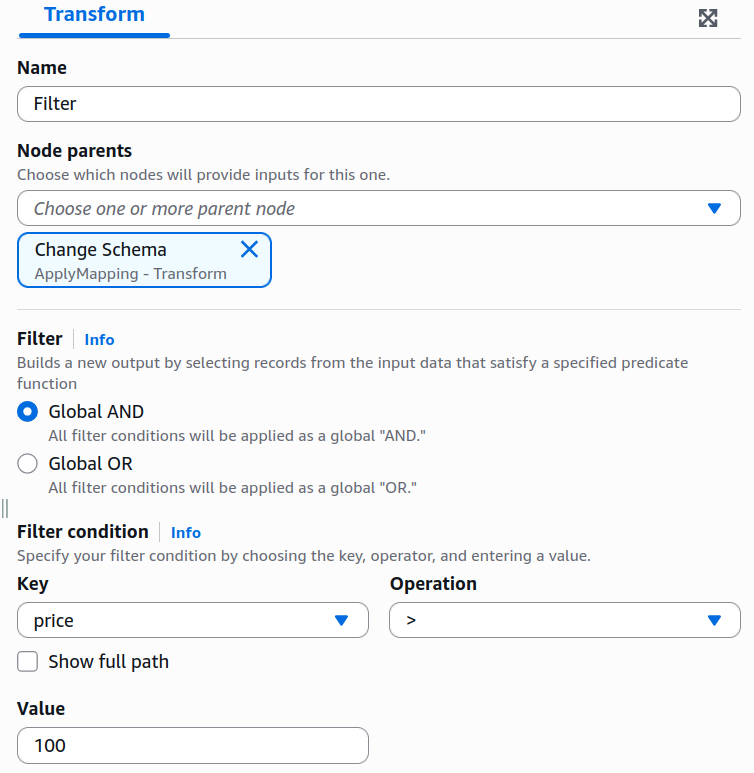 Transform
Name
Filter
Node parents
Choose which nodes will provide inputs for this one.
Choose one or more parent node
Change Schema
ApplyMapping - Transform
Filter Info
Builds a new output by selecting records from the input data that satisfy a specified predicate
function
Global AND
All filter conditions will be applied as a global "AND."
Global OR
All filter conditions will be applied as a global "OR."
Filter condition Info
Specify your filter condition by choosing the key, operator, and entering a value.
Key Operation
price >
Show full path
Value
100